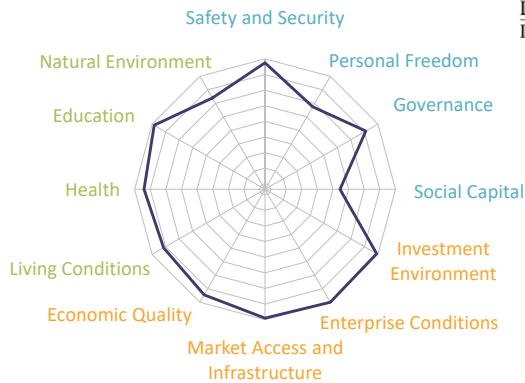 Safety and Security
Natural Environment
Personal Freedom
Education
Governance
Health
Social Capital
Investment
Environment
Living Conditions
Economic Quality
Enterprise Conditions
Market Access and
Infrastructure